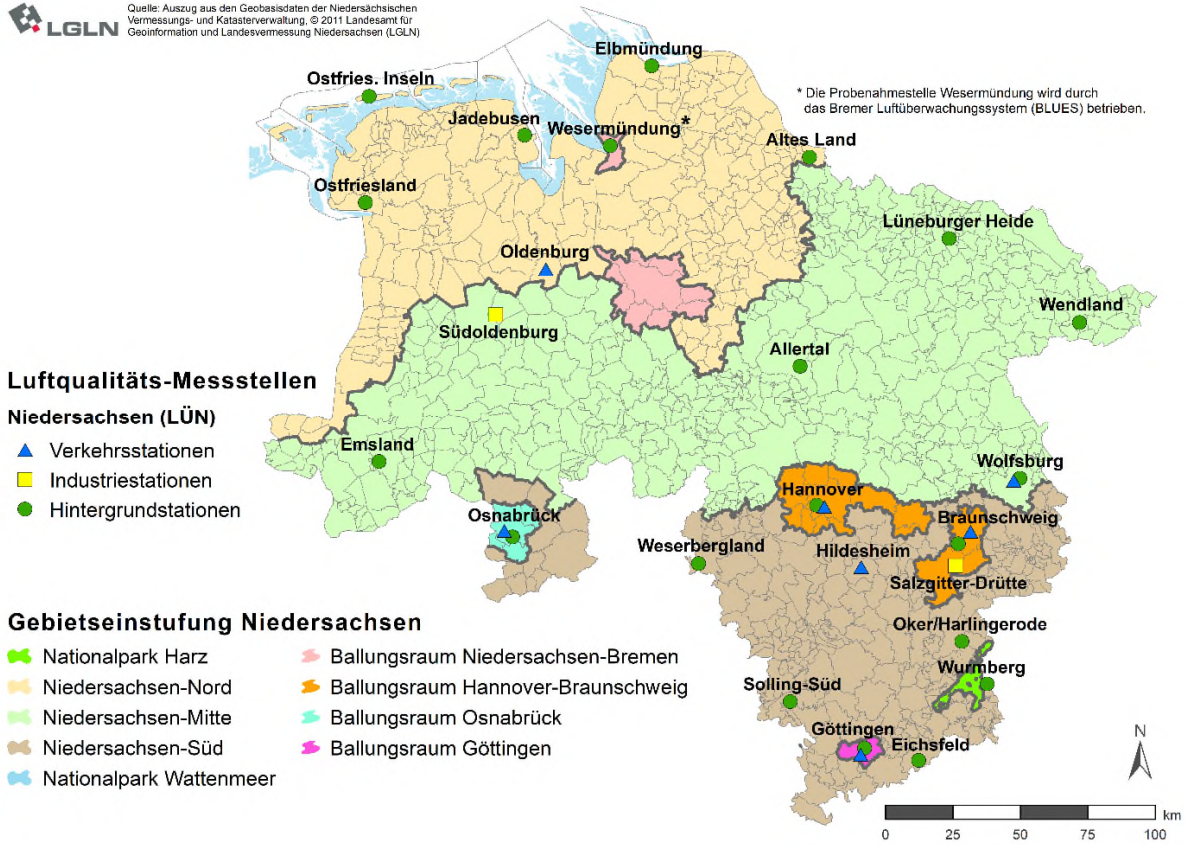 LGLN
Quelle: Auszug aus den Geobasisdaten der Niedersächsischen
Vermessungs- und Katasterverwaltung, © 2011 Landesamt für
Geoinformation und Landesvermessung Niedersachsen (LGLN)
Elbmündung
Ostfries. Inseln
* Die Probenahmestelle Wesermündung wird durch
das Bremer Luftüberwachungssystem (BLUES) betrieben.
Jadebusen
Wesermündung*
Altes Land
Ostfriesland
Lüneburger Heide
Oldenburg
Wendland
Südoldenburg
Allertal
Luftqualitäts-Messstellen
Niedersachsen (LÜN)
Verkehrsstationen
Industriestationen
Hintergrundstationen
Emsland
Wolfsburg
Hannover
Osnabrück
Braunschweig
Weserbergland
Hildesheim
Salzgitter-Drütte
Oker/Harlingerode
Wurmberg
Solling-Süd
Göttingen
Eichsfeld
Gebietseinstufung Niedersachsen
Nationalpark Harz
Niedersachsen-Nord
Niedersachsen-Mitte
Niedersachsen-Süd
Nationalpark Wattenmeer
Ballungsraum Niedersachsen-Bremen
Ballungsraum Hannover-Braunschweig
Ballungsraum Osnabrück
Ballungsraum Göttingen
N
km
0 25 50 75 100